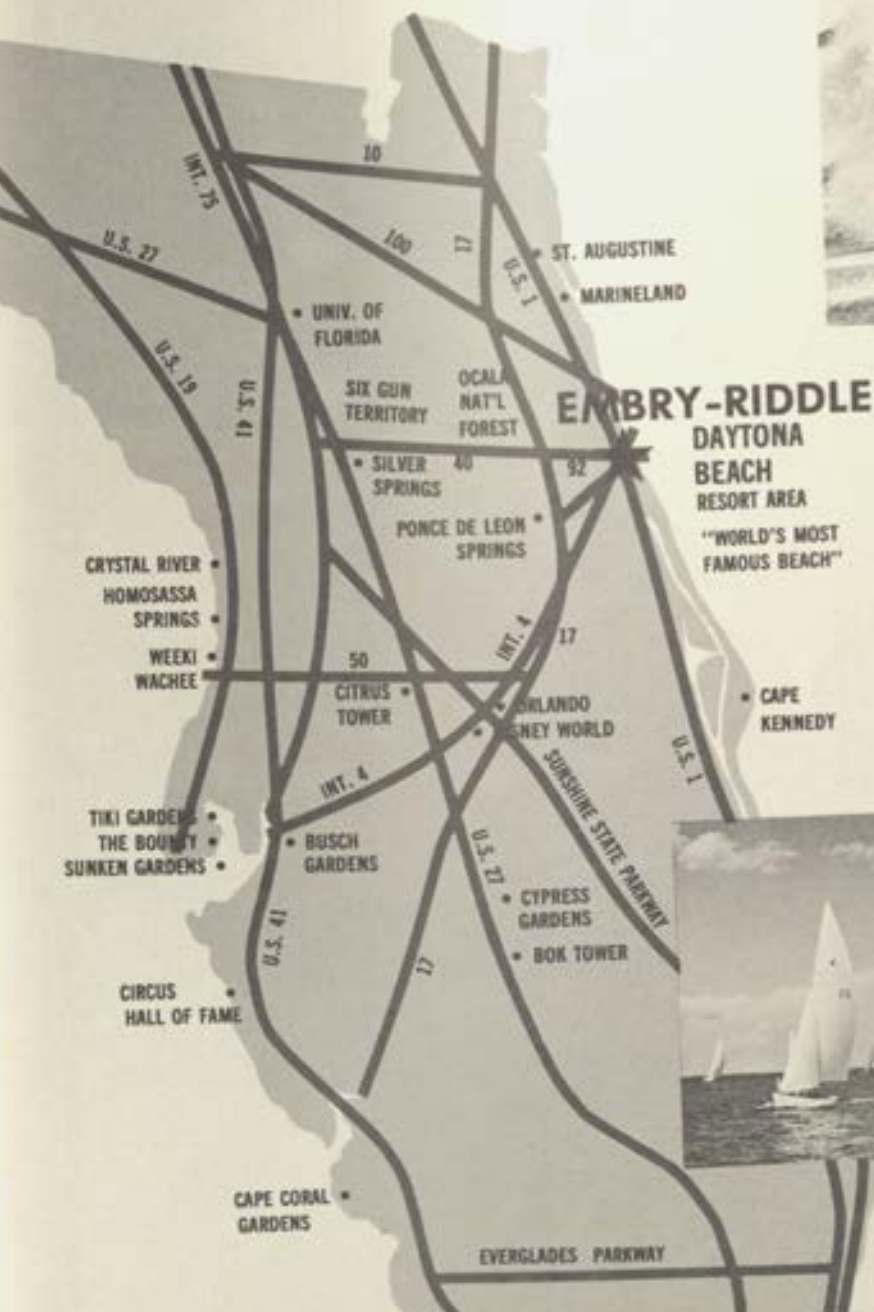 10
INT. 75
100
17
U.S. 27
U.S. 1
ST. AUGUSTINE
MARINELAND
UNIV. OF
FLORIDA
U.S. 19
U.S. 41
SIX GUN
TERRITORY
OCALA
NAT'L
FOREST
EMBRY-RIDDLE
DAYTONA
BEACH
RESORT AREA
"WORLD'S MOST
FAMOUS BEACH"
40
92
SILVER
SPRINGS
PONCE DE LEON
SPRINGS
CRYSTAL RIVER
HOMOSASSA
SPRINGS
WEEKI
WACHEE
INT. 4
17
50
CITRUS
TOWER
ORLANDO
NEY WORLD
CAPE
KENNEDY
U.S. 1
INT. 4
SUNSHINE STATE PARKWAY
TIKI GARDENS
THE BOUNTY
SUNKEN GARDENS
BUSCH
GARDENS
U.S. 27
CYPRESS
GARDENS
BOK TOWER
U.S. 41
17
CIRCUS
HALL OF FAME
CAPE CORAL
GARDENS
EVERGLADES PARKWAY